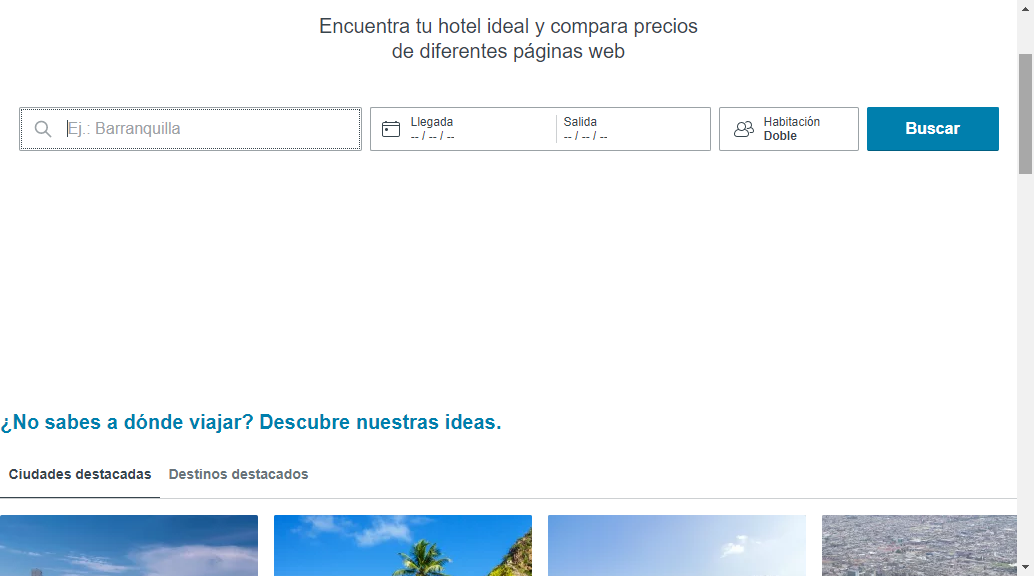 Encuentra tu hotel ideal y compara precios
de diferentes páginas web
Ej.: Barranquilla
Llegada
-- / -- / --
Salida
-- / -- / --
Habitación
Doble
Buscar
¿No sabes a dónde viajar? Descubre nuestras ideas.
Ciudades destacadas
Destinos destacados